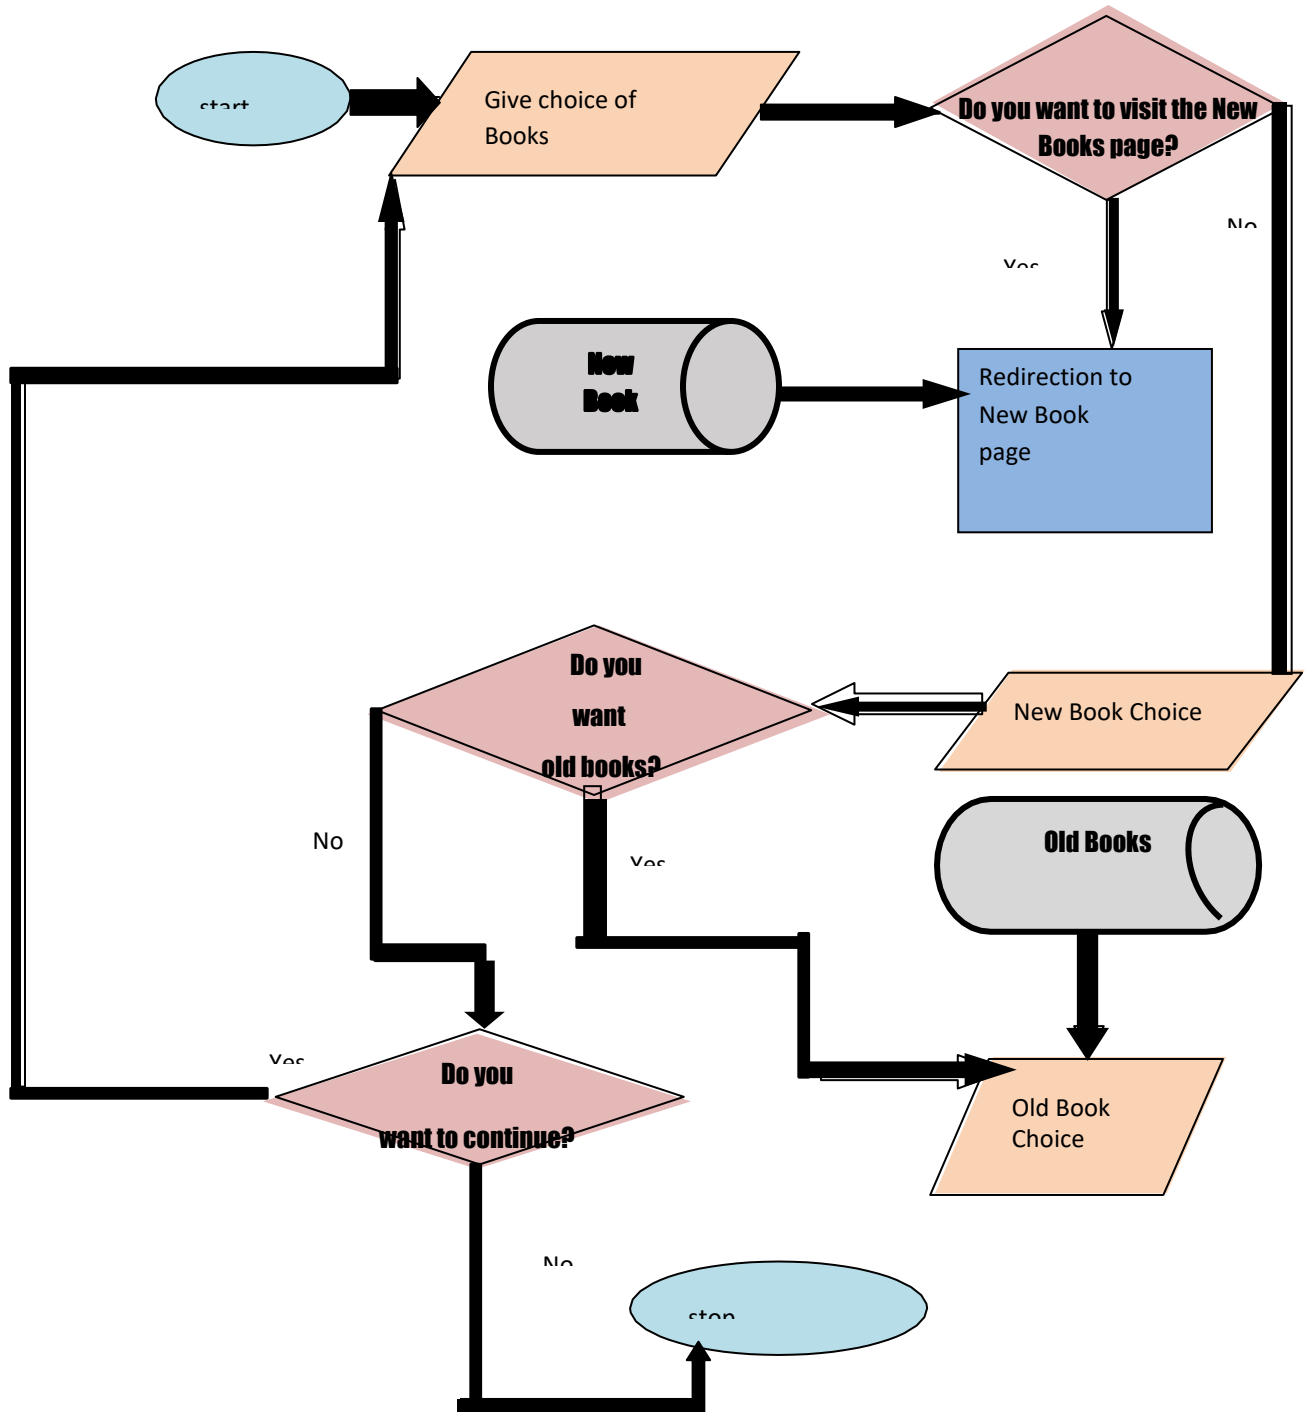 start
Give choice of
Books
Do you want to visit the New
Books page?
No
Yes
New
Book
Redirection to
New Book
page
Do you
want
old books?
New Book Choice
No
Yes
Old Books
Yes
Do you
want to continue?
Old Book
Choice
No
stop